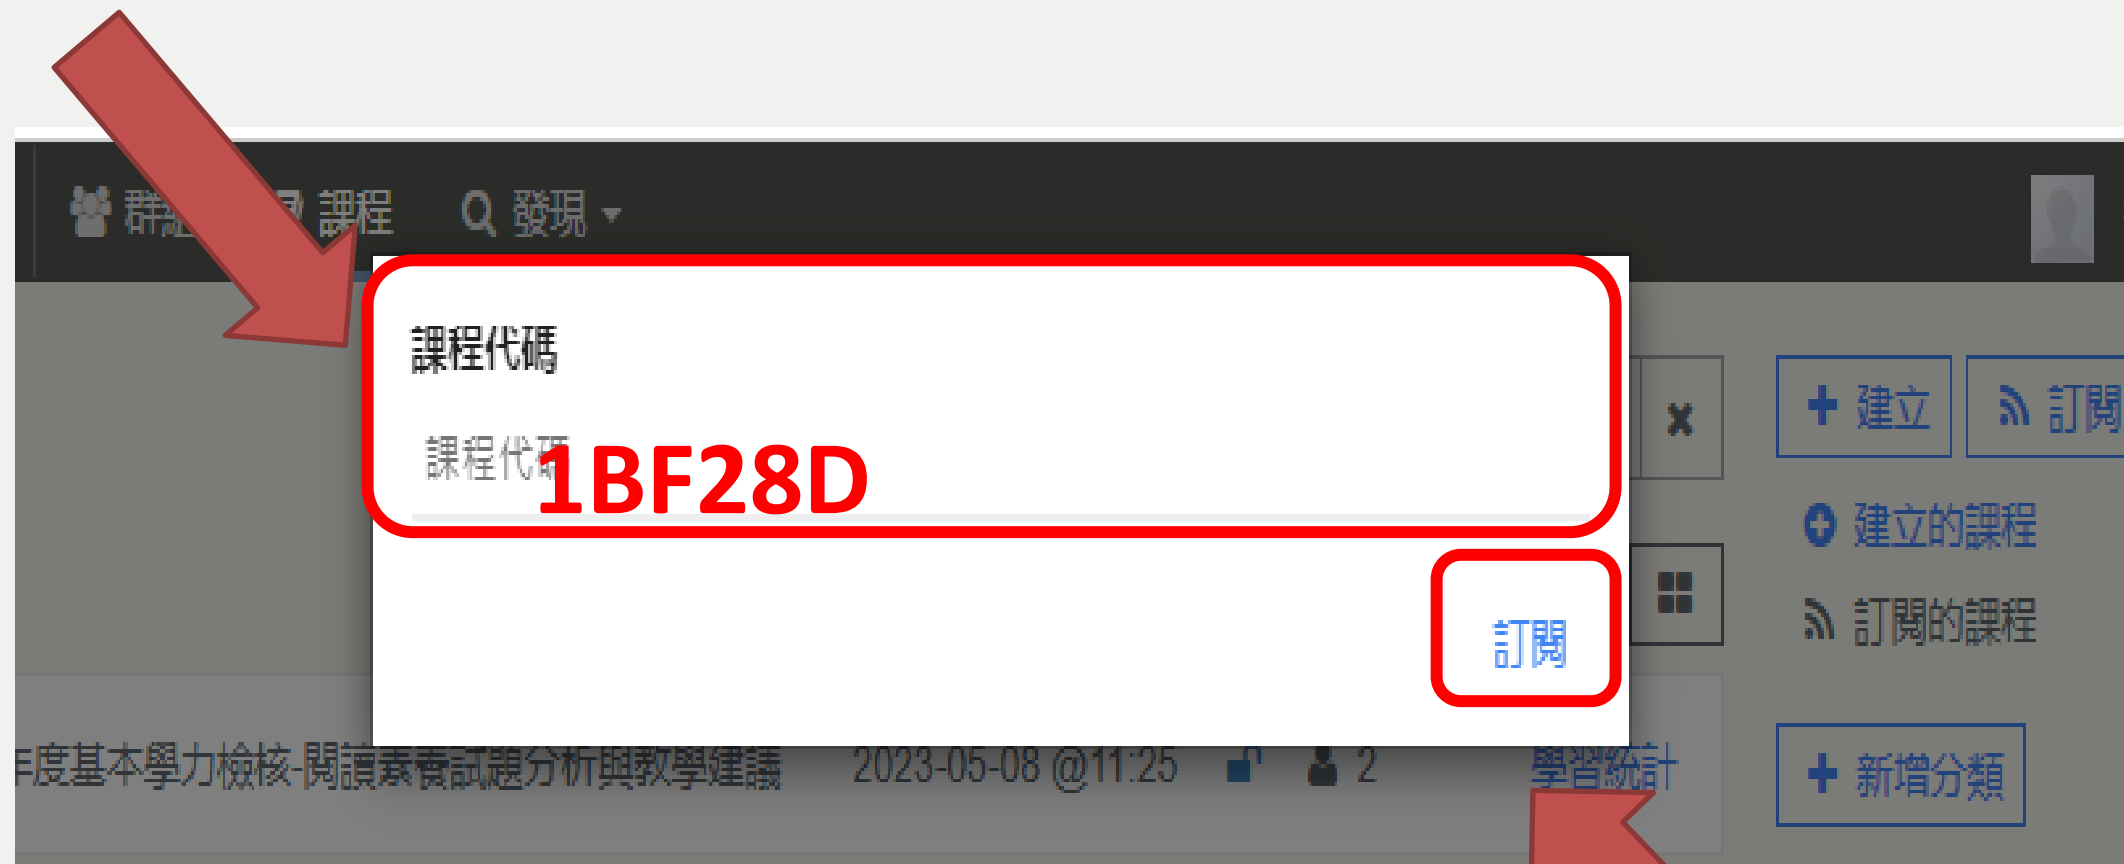 群組 課程 發現
課程代碼
課程代碼
1BF28D
訂閱
建立 訂閱
建立的課程
訂閱的課程
年度基本學力檢核-閱讀素養試題分析與教學建議 2023-05-08 @11:25 2 學習統計
新增分類